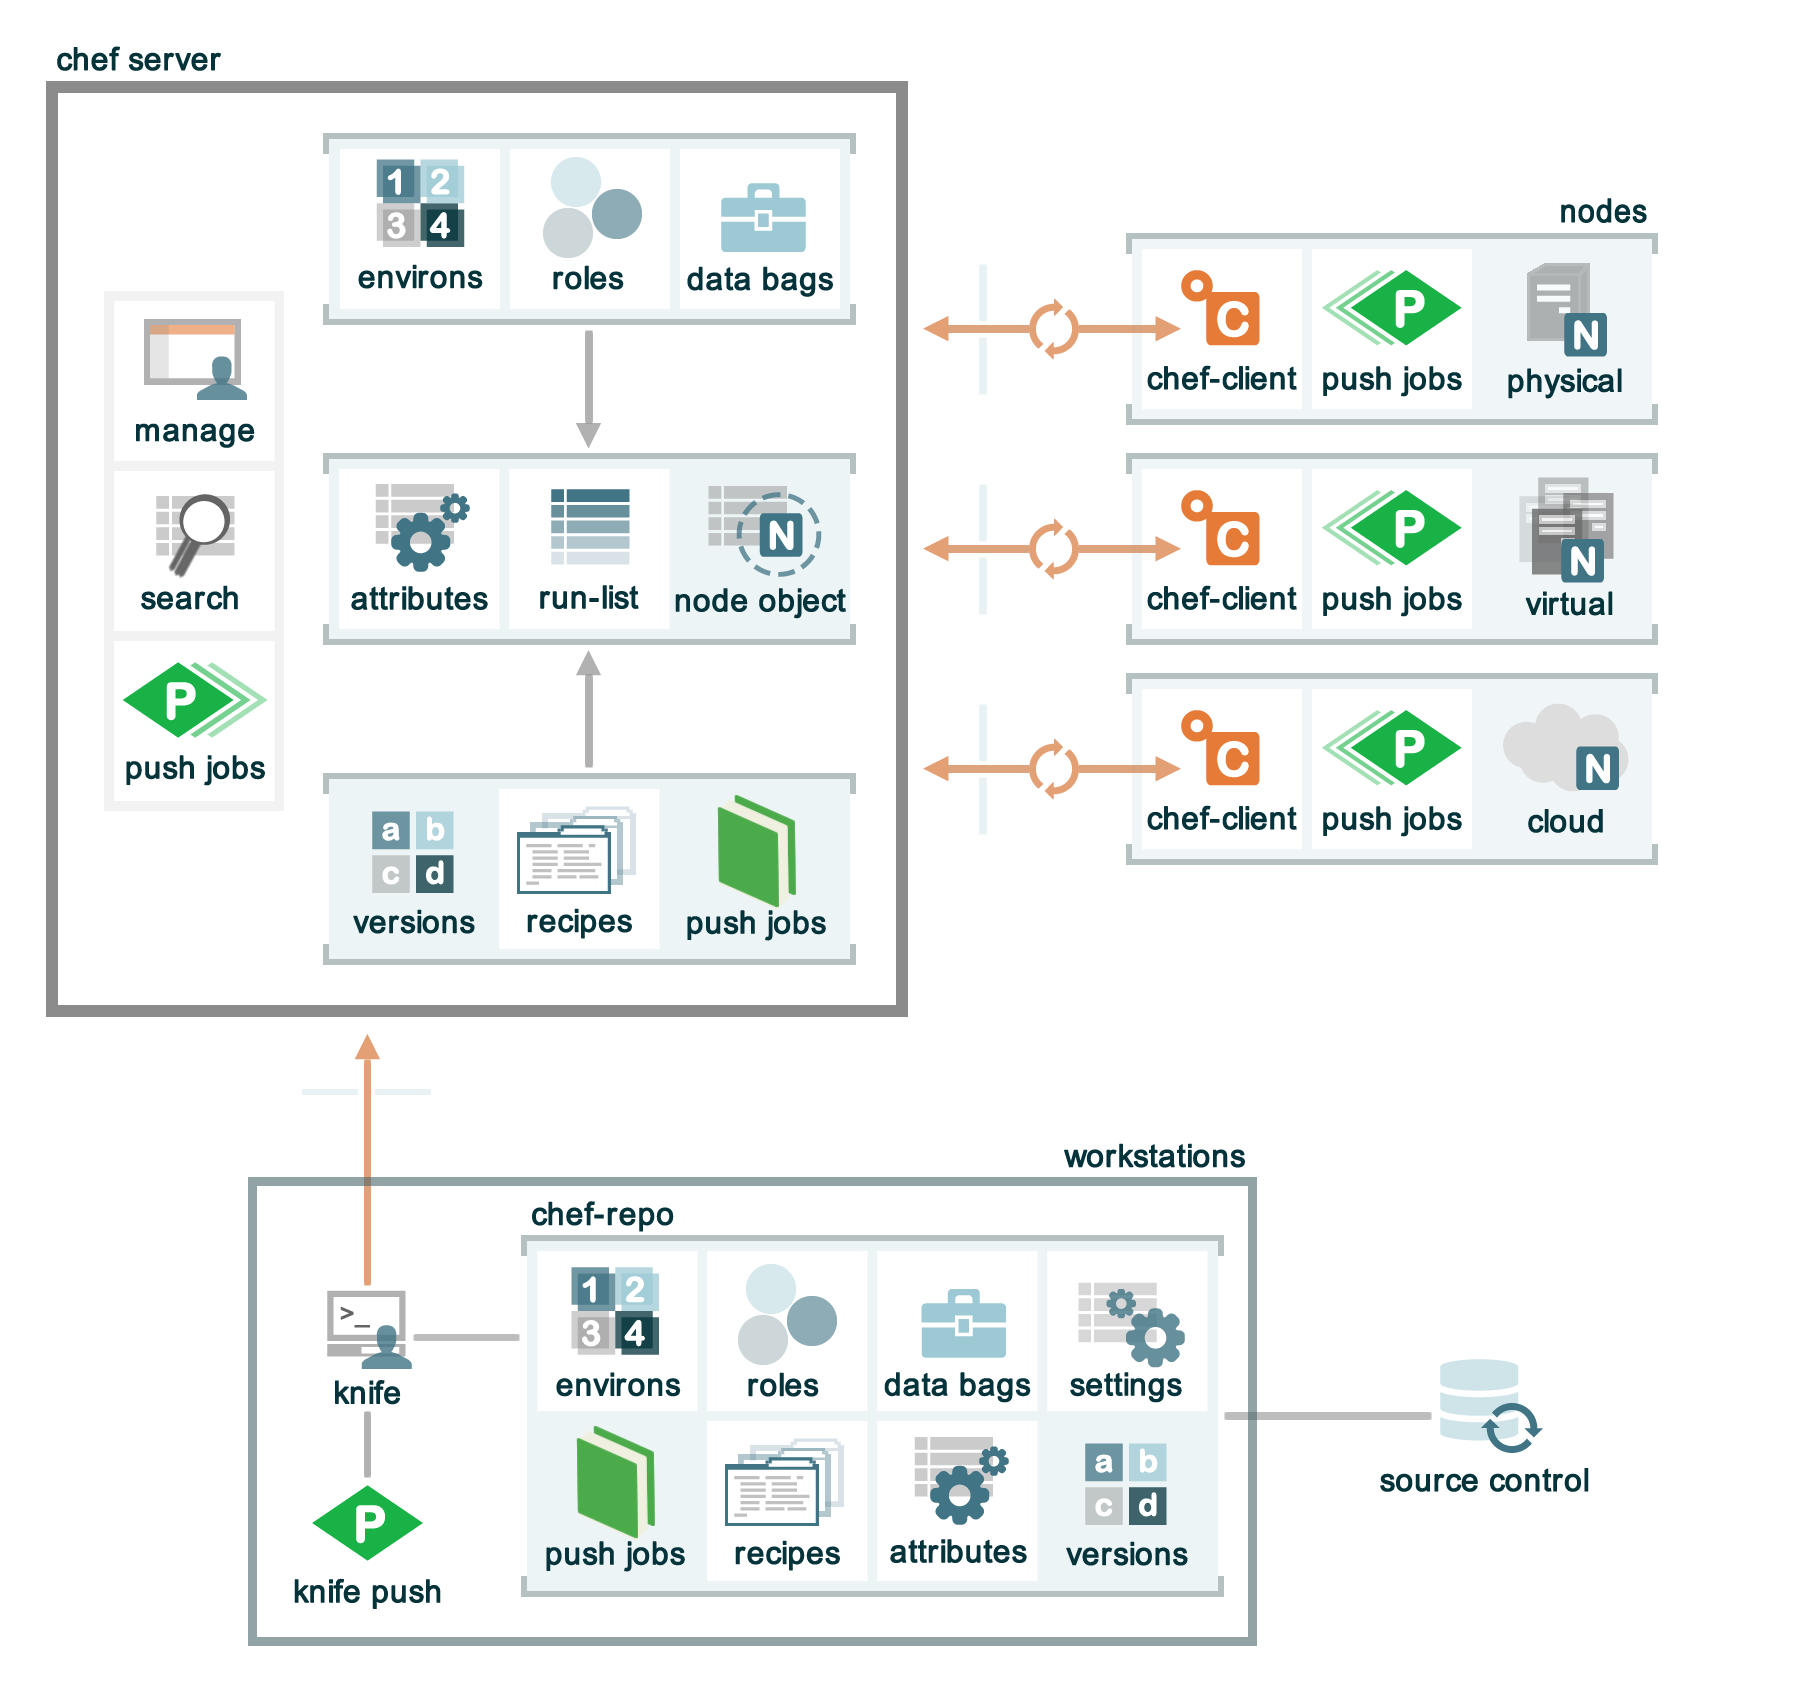 chef server
1 2
3 4
environs
roles
data bags
manage
search
P
push jobs
attributes
run-list
N
node object
a b
c d
versions
recipes
push jobs
nodes
C
chef-client
P
push jobs
N
physical
C
chef-client
P
push jobs
N
virtual
C
chef-client
P
push jobs
N
cloud
workstations
>_
knife
P
knife push
chef-repo
1 2
3 4
environs
roles
data bags
settings
push jobs
recipes
attributes
a b
c d
versions
source control